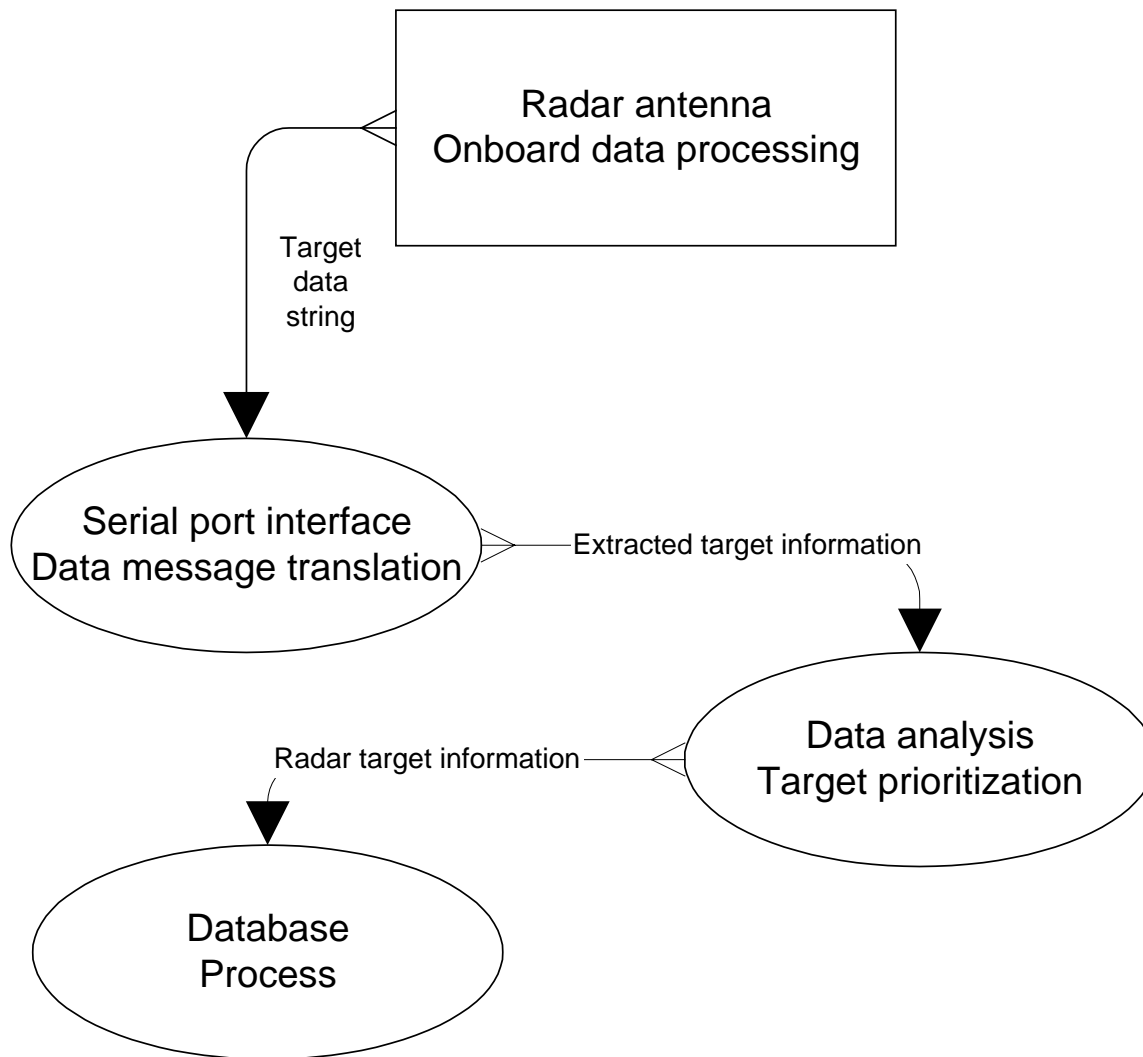 Radar antenna
Onboard data processing
Target
data
string
Serial port interface
Data message translation
Extracted target information
Data analysis
Target prioritization
Radar target information
Database
Process